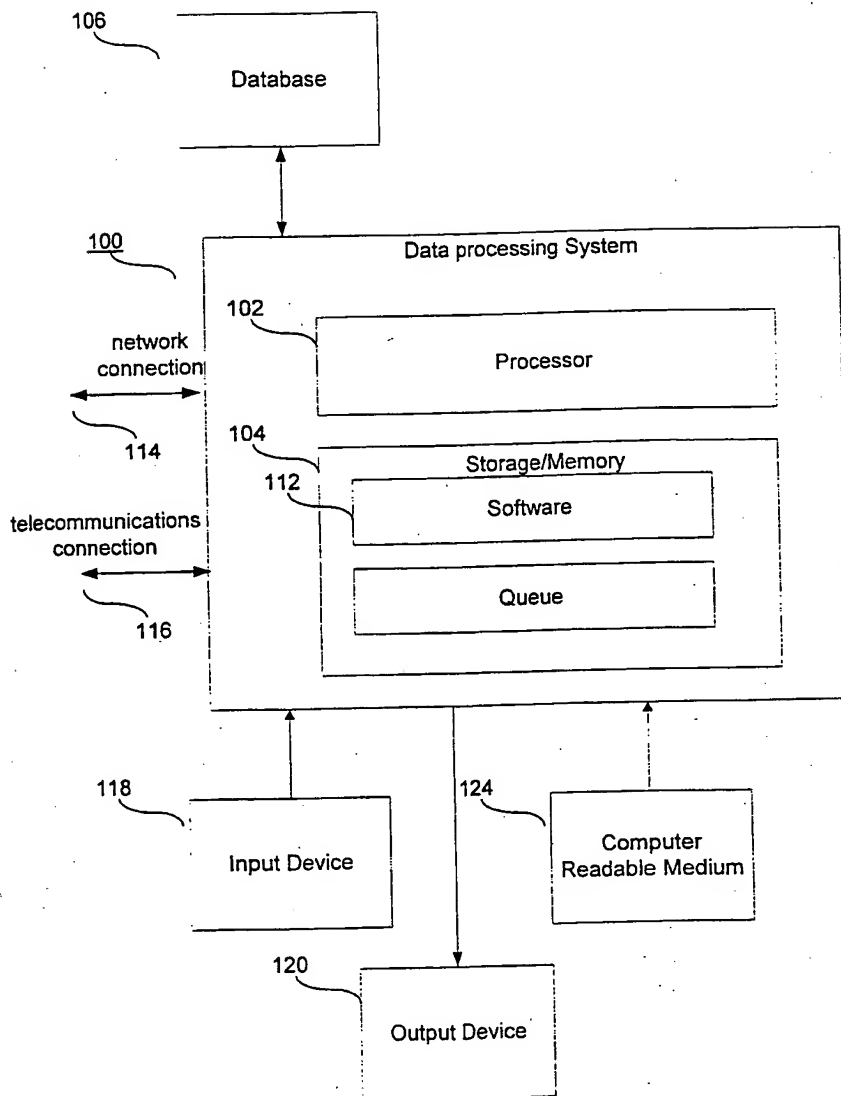 106
Database
100
Data processing System
102
Processor
network
connection
114
104
Storage/Memory
112
Software
telecommunications
connection
Queue
116
118
Input Device
124
Computer
Readable Medium
120
Output Device